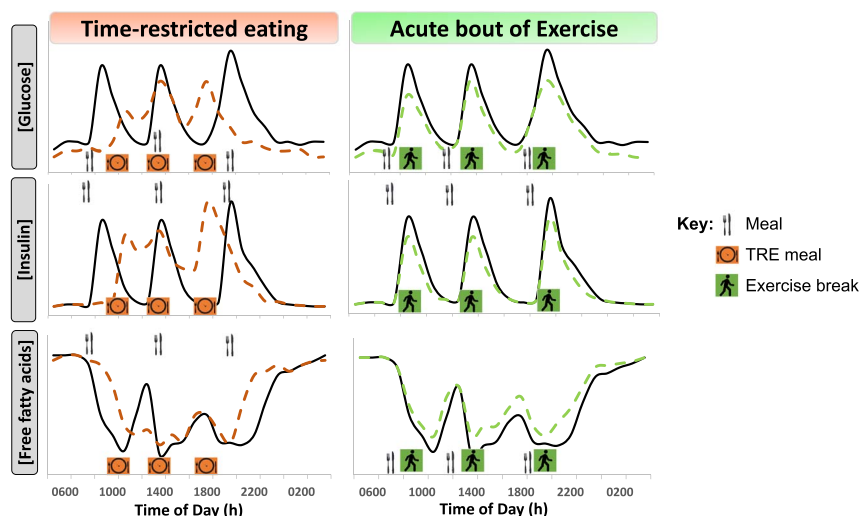 Time-restricted eating
Acute bout of Exercise
[Glucose]
[Insulin]
[Free fatty acids]
Key:
Meal
TRE meal
Exercise break
0600 1000 1400 1800 2200 0200
Time of Day (h)
0600 1000 1400 1800 2200 0200
Time of Day (h)